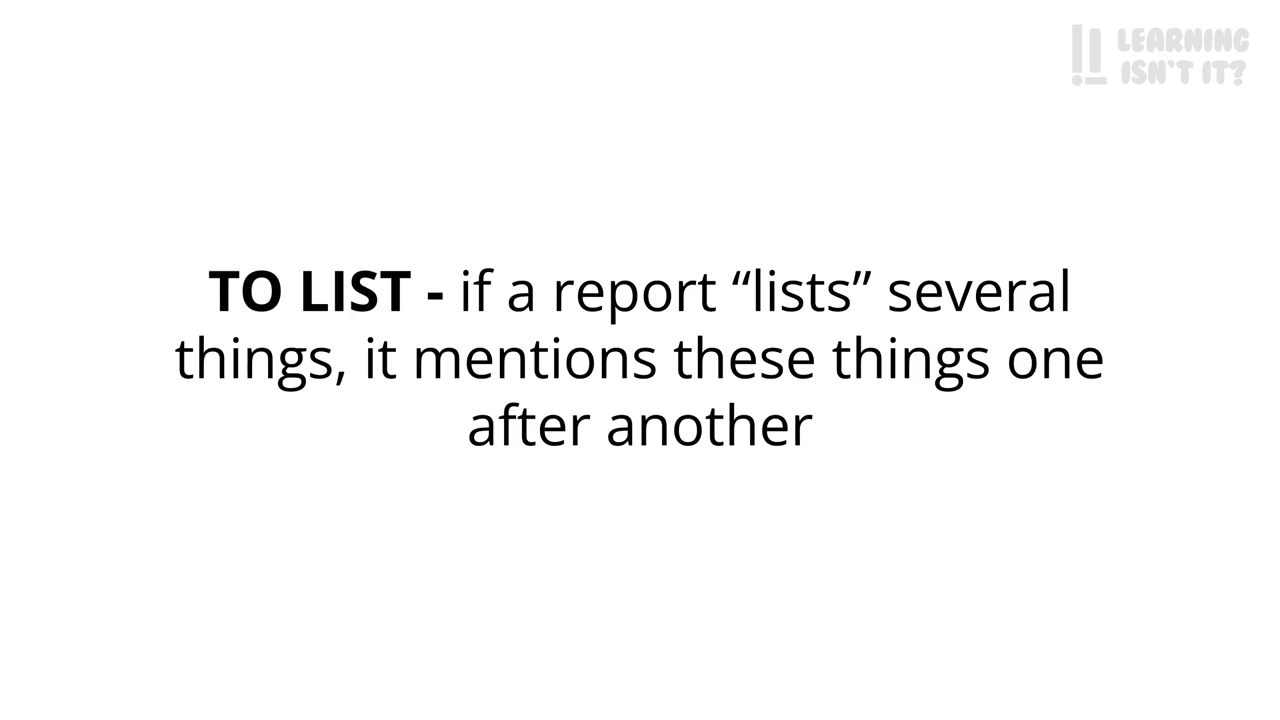 LEARNING
ISN'T IT?
TO LIST - if a report “lists” several
things, it mentions these things one
after another